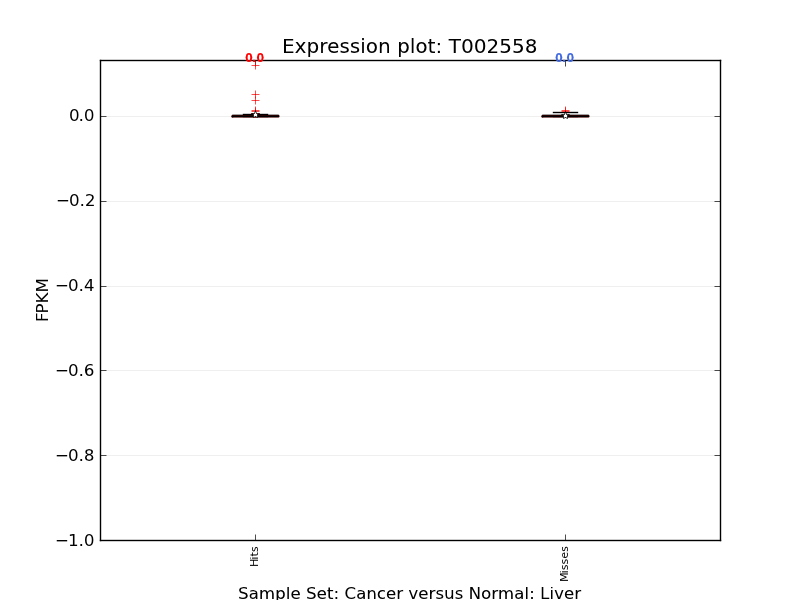 Expression plot: T002558
0.0
0.0
0.0
−0.2
−0.4
−0.6
−0.8
−1.0
FPKM
Hits
Misses
Sample Set: Cancer versus Normal: Liver